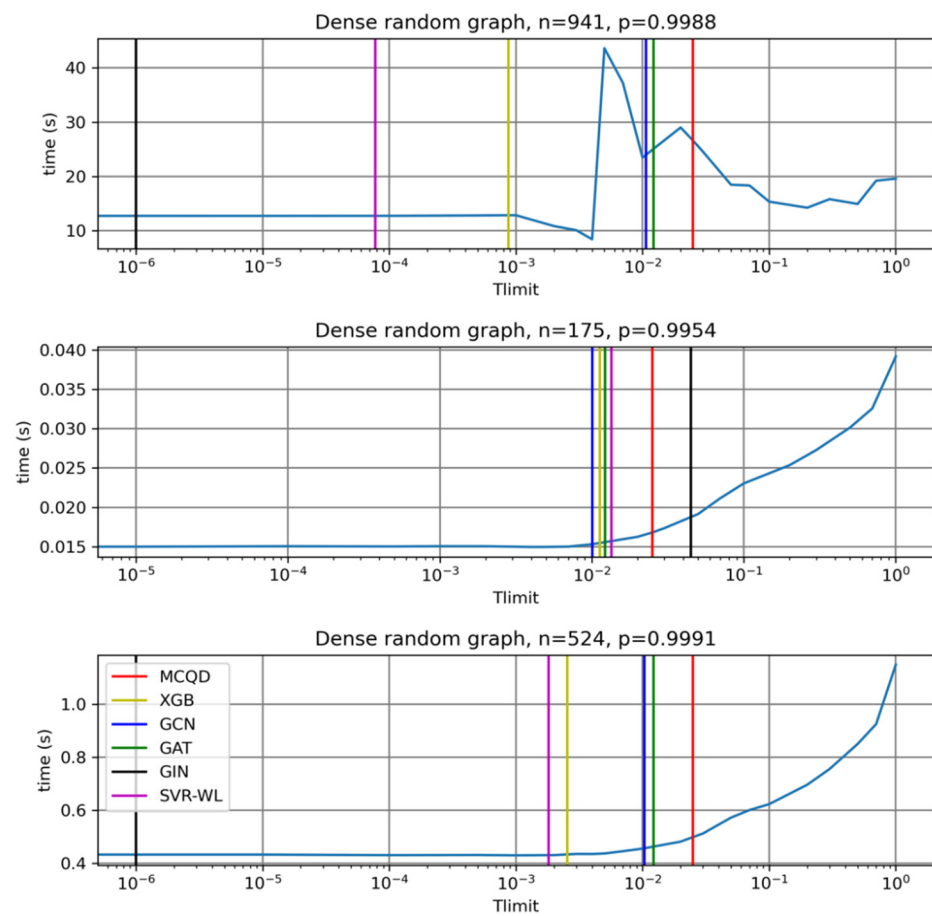 Dense random graph, n=941, p=0.9988
time (s)
40
30
20
10
10⁻⁶ 10⁻⁵ 10⁻⁴ 10⁻³ 10⁻² 10⁻¹ 10⁰
Tlimit
Dense random graph, n=175, p=0.9954
time (s)
0.040
0.035
0.030
0.025
0.020
0.015
10⁻⁵ 10⁻⁴ 10⁻³ 10⁻² 10⁻¹ 10⁰
Tlimit
Dense random graph, n=524, p=0.9991
time (s)
1.0
0.8
0.6
0.4
MCQD
XGB
GCN
GAT
GIN
SVR-WL
10⁻⁶ 10⁻⁵ 10⁻⁴ 10⁻³ 10⁻² 10⁻¹ 10⁰
Tlimit